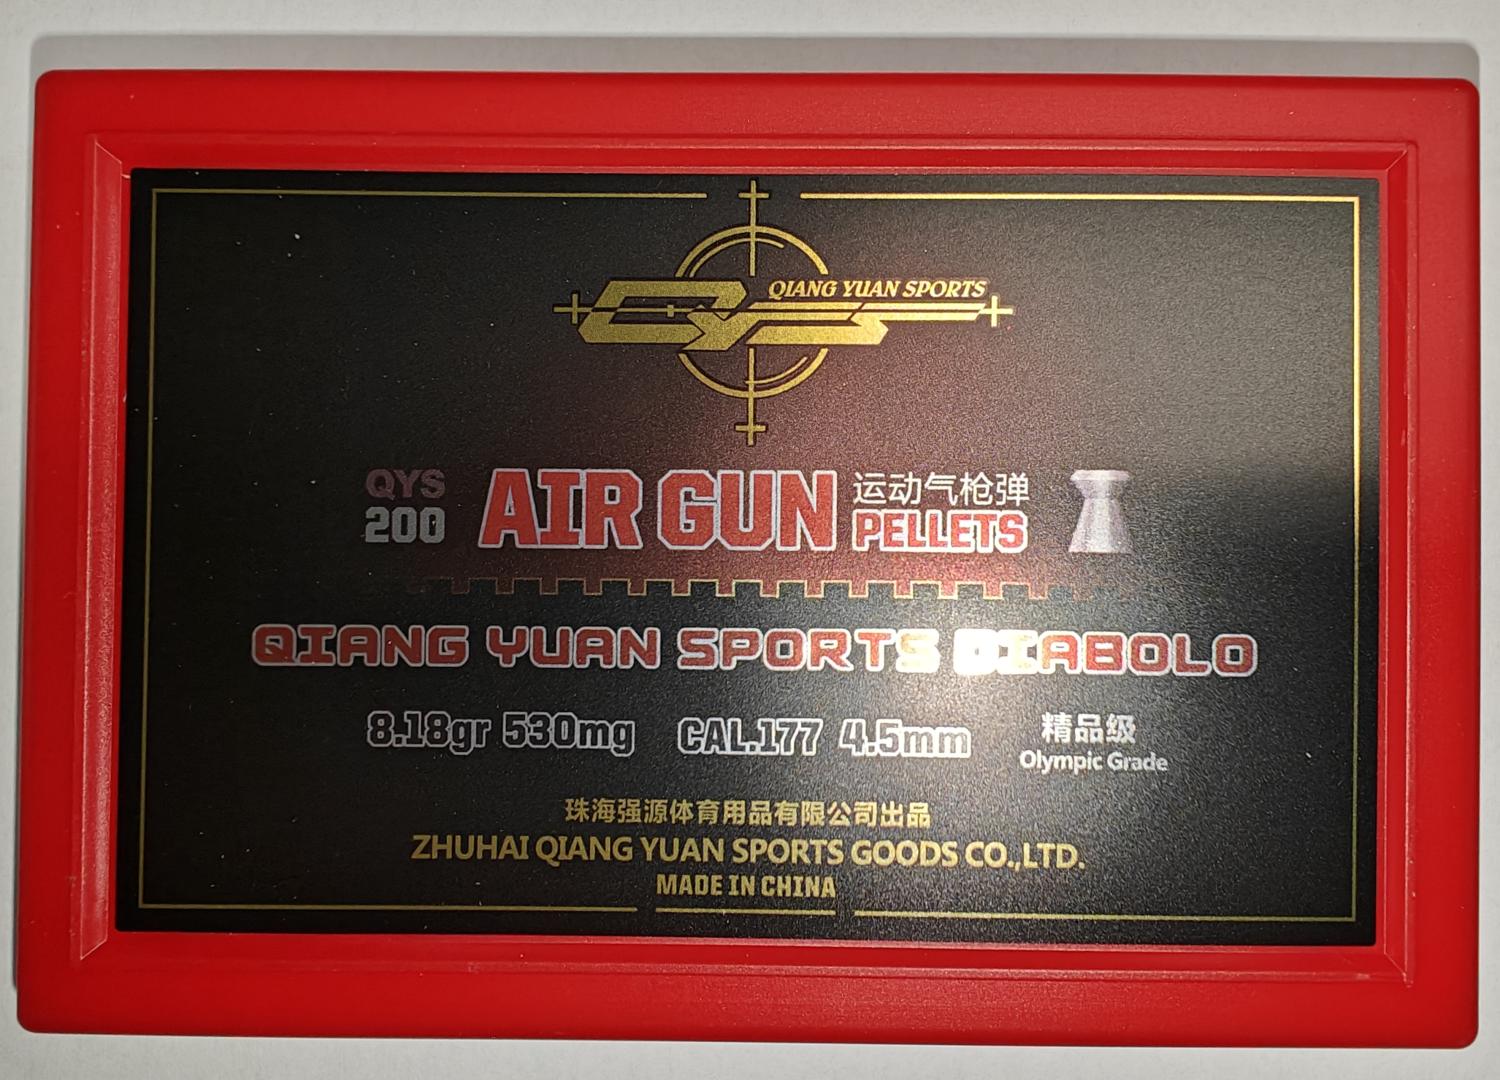 QIANG YUAN SPORTS
QYS
200
AIR GUN
运动气枪弹
PELLETS
QIANG YUAN SPORTS DIABOLO
8.18gr 530mg CAL.177 4.5mm
精品级
Olympic Grade
珠海强源体育用品有限公司出品
ZHUHAI QIANG YUAN SPORTS GOODS CO.,LTD.
MADE IN CHINA